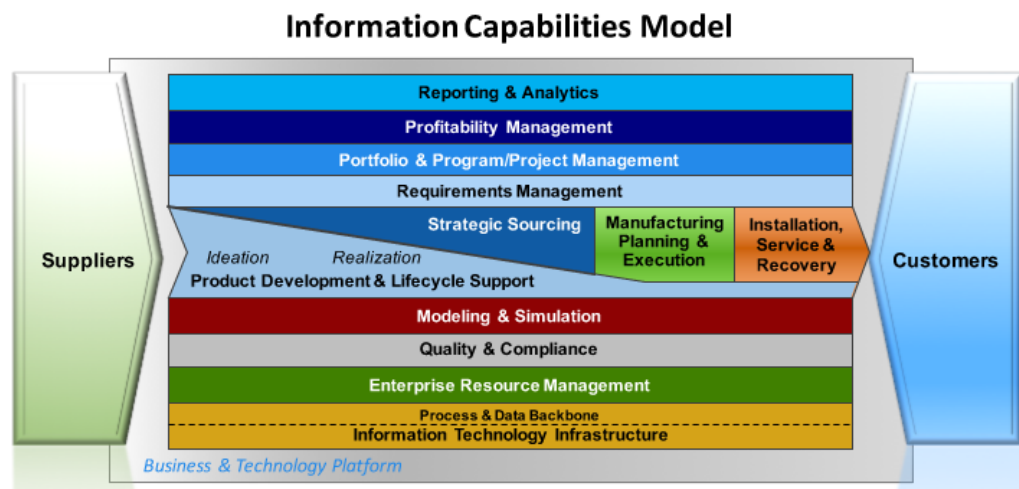 Information Capabilities Model
Reporting & Analytics
Profitability Management
Portfolio & Program/Project Management
Requirements Management
Suppliers
Strategic Sourcing
Ideation
Realization
Product Development & Lifecycle Support
Manufacturing
Planning &
Execution
Installation,
Service &
Recovery
Customers
Modeling & Simulation
Quality & Compliance
Enterprise Resource Management
Process & Data Backbone
Information Technology Infrastructure
Business & Technology Platform